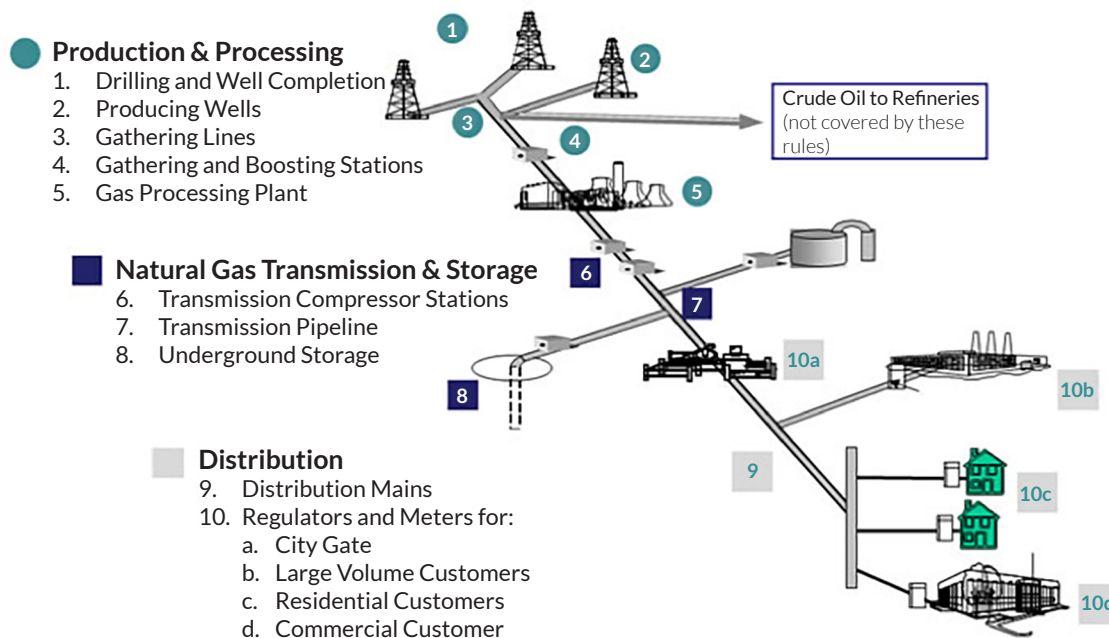 Production & Processing
1. Drilling and Well Completion
2. Producing Wells
3. Gathering Lines
4. Gathering and Boosting Stations
5. Gas Processing Plant
1
2
3
4
5
Crude Oil to Refineries
(not covered by these
rules)
Natural Gas Transmission & Storage
6. Transmission Compressor Stations
7. Transmission Pipeline
8. Underground Storage
6
7
8
10a
10b
Distribution
9. Distribution Mains
10. Regulators and Meters for:
a. City Gate
b. Large Volume Customers
c. Residential Customers
d. Commercial Customer
9
10c
10d